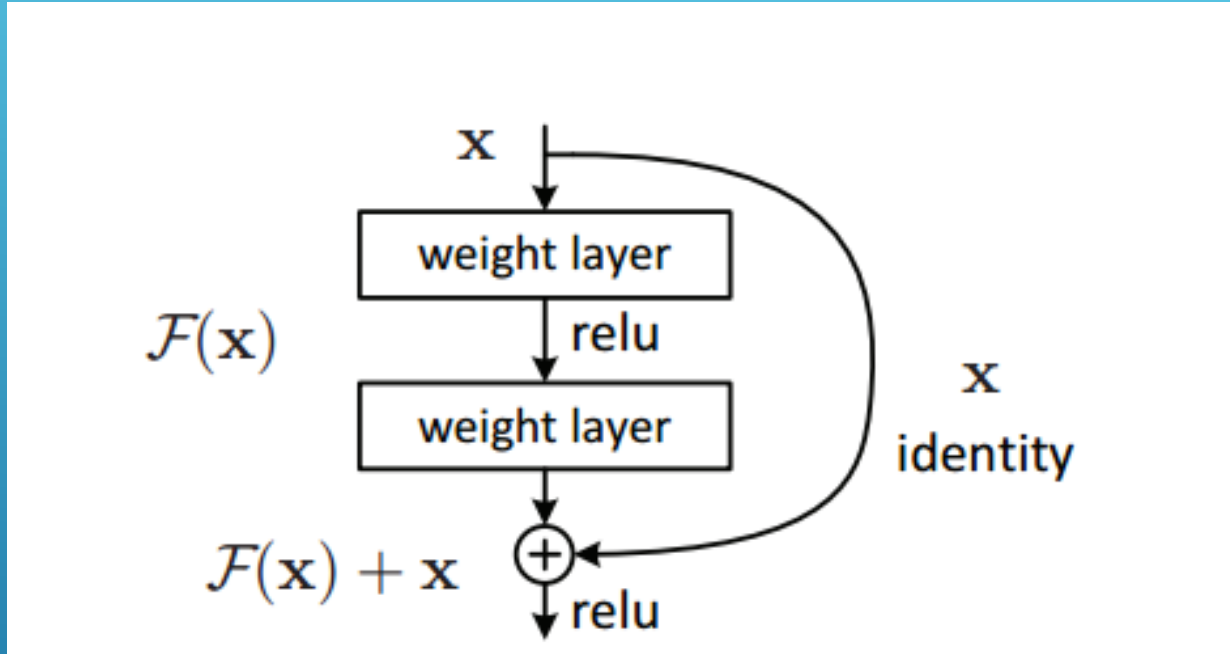 x
weight layer
F(x)
relu
weight layer
x
identity
F(x) + x
+
relu